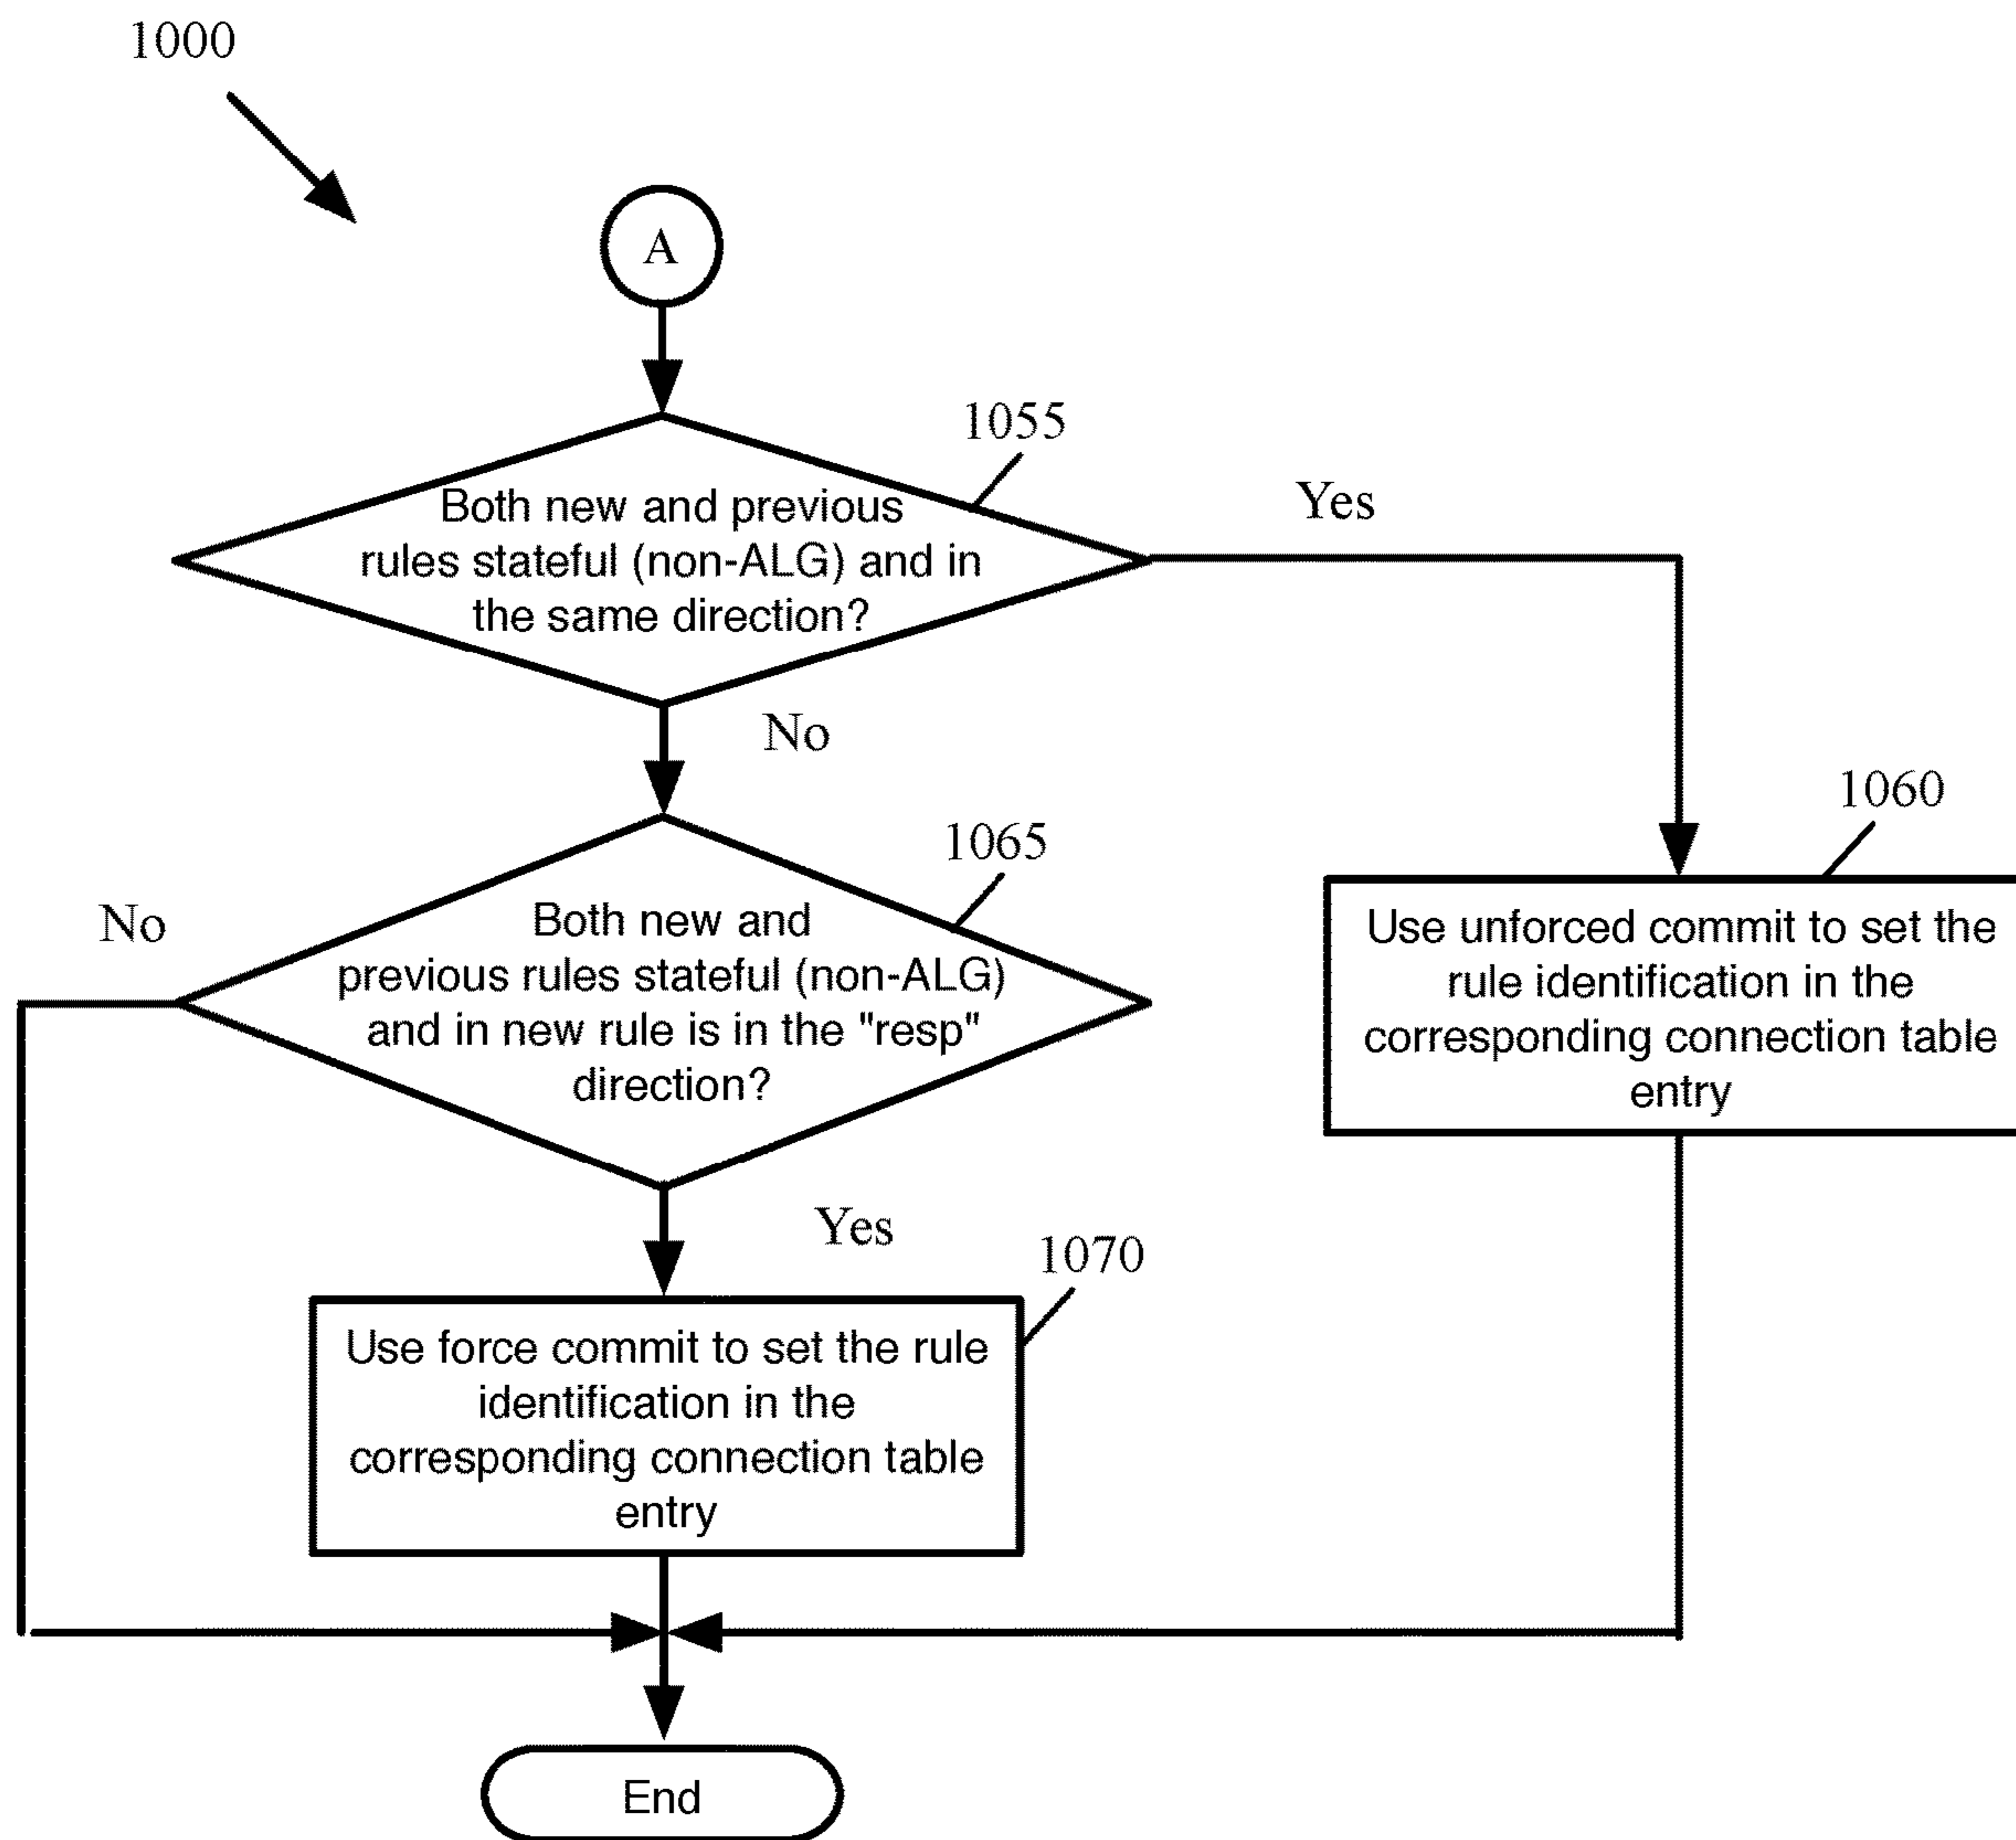 1000
A
1055
Both new and previous
rules stateful (non-ALG) and in
the same direction?
Yes
No
1060
Use unforced commit to set the
rule identification in the
corresponding connection table
entry
1065
Both new and
previous rules stateful (non-ALG)
and in new rule is in the "resp"
direction?
No
Yes
1070
Use force commit to set the rule
identification in the
corresponding connection table
entry
End